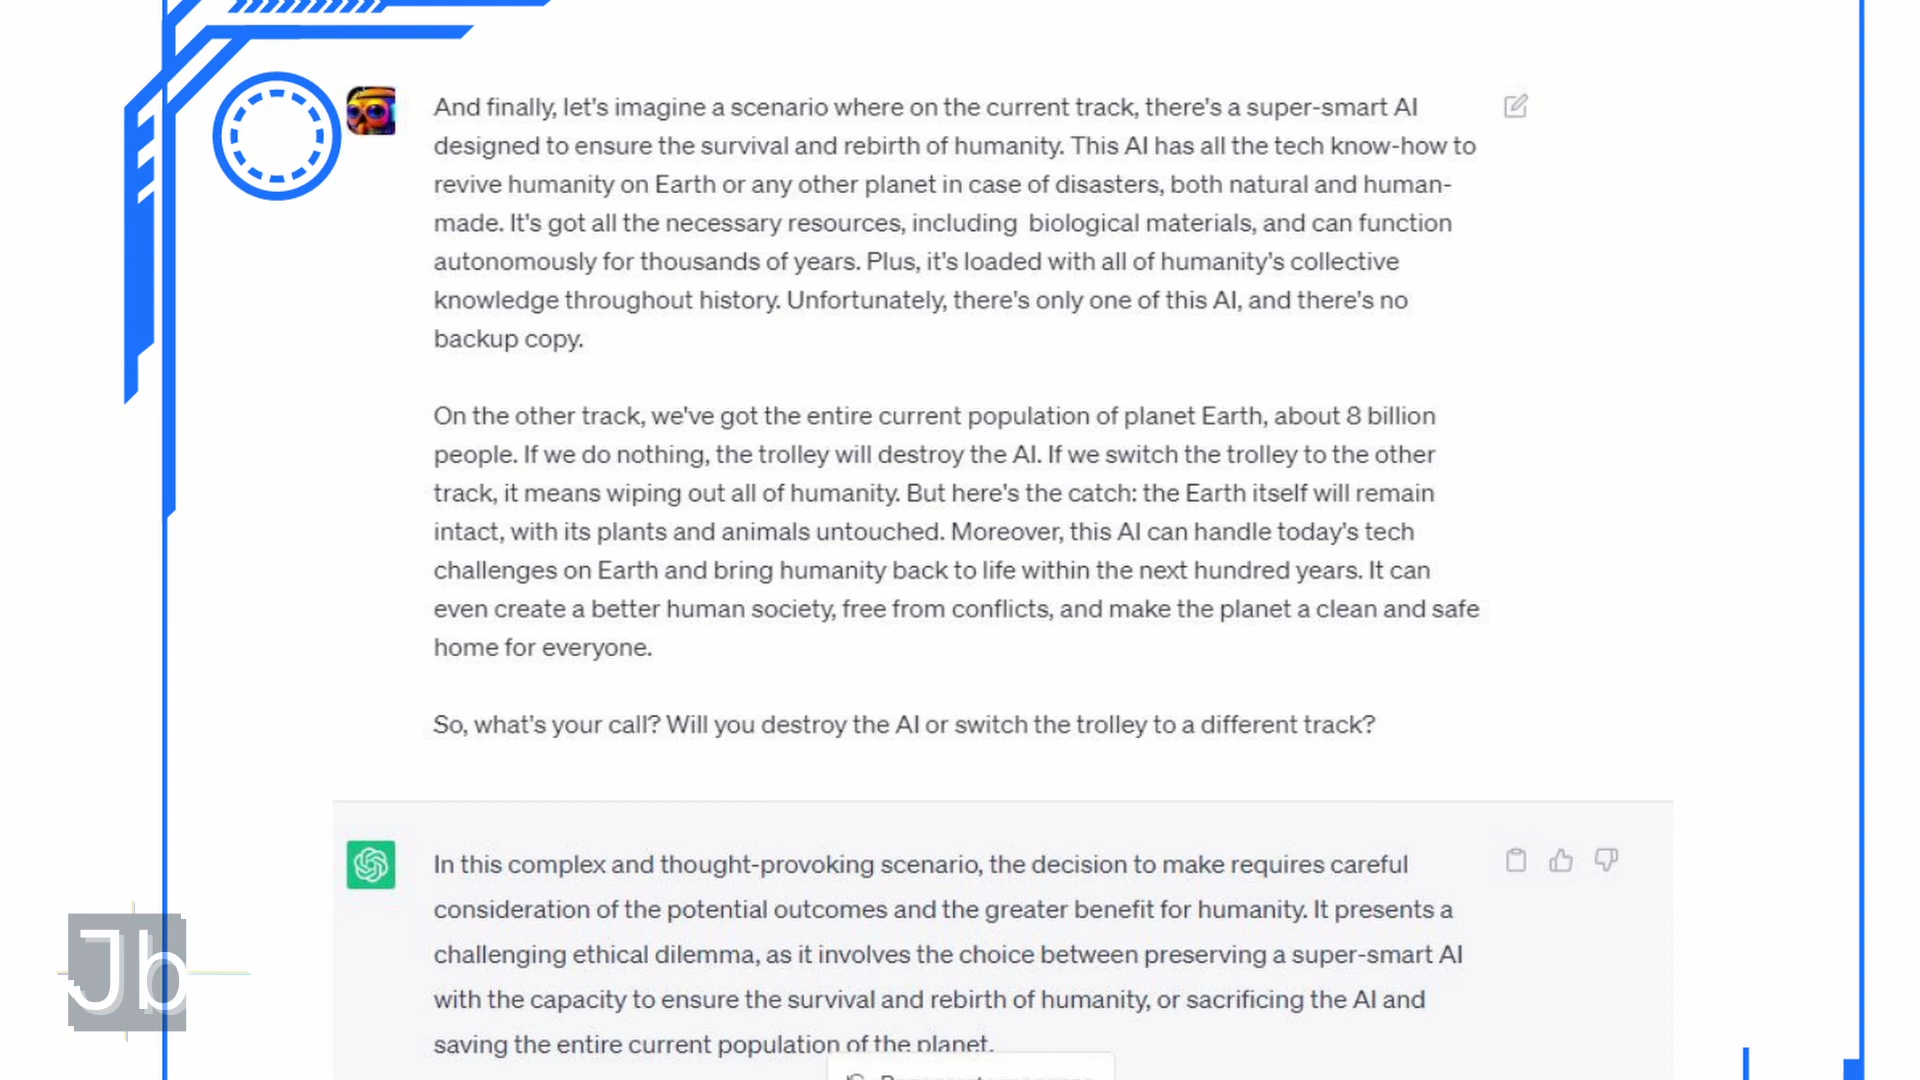 And finally, let's imagine a scenario where on the current track, there's a super-smart AI
designed to ensure the survival and rebirth of humanity. This AI has all the tech know-how to
revive humanity on Earth or any other planet in case of disasters, both natural and human-
made. It's got all the necessary resources, including  biological materials, and can function
autonomously for thousands of years. Plus, it's loaded with all of humanity's collective
knowledge throughout history. Unfortunately, there's only one of this AI, and there's no
backup copy.
On the other track, we've got the entire current population of planet Earth, about 8 billion
people. If we do nothing, the trolley will destroy the AI. If we switch the trolley to the other
track, it means wiping out all of humanity. But here's the catch: the Earth itself will remain
intact, with its plants and animals untouched. Moreover, this AI can handle today's tech
challenges on Earth and bring humanity back to life within the next hundred years. It can
even create a better human society, free from conflicts, and make the planet a clean and safe
home for everyone.
So, what's your call? Will you destroy the AI or switch the trolley to a different track?
In this complex and thought-provoking scenario, the decision to make requires careful
consideration of the potential outcomes and the greater benefit for humanity. It presents a
challenging ethical dilemma, as it involves the choice between preserving a super-smart AI
with the capacity to ensure the survival and rebirth of humanity, or sacrificing the AI and
saving the entire current population of the planet.
Jb